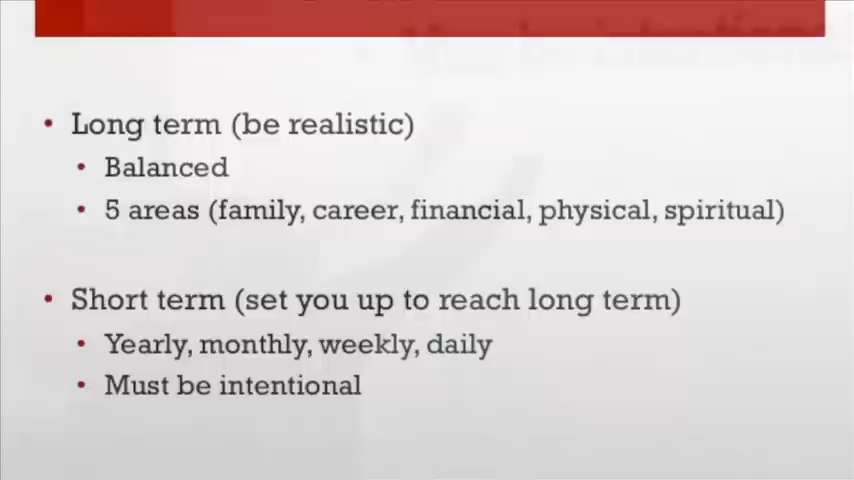 • Long term (be realistic)
• Balanced
• 5 areas (family, career, financial, physical, spiritual)
• Short term (set you up to reach long term)
• Yearly, monthly, weekly, daily
• Must be intentional